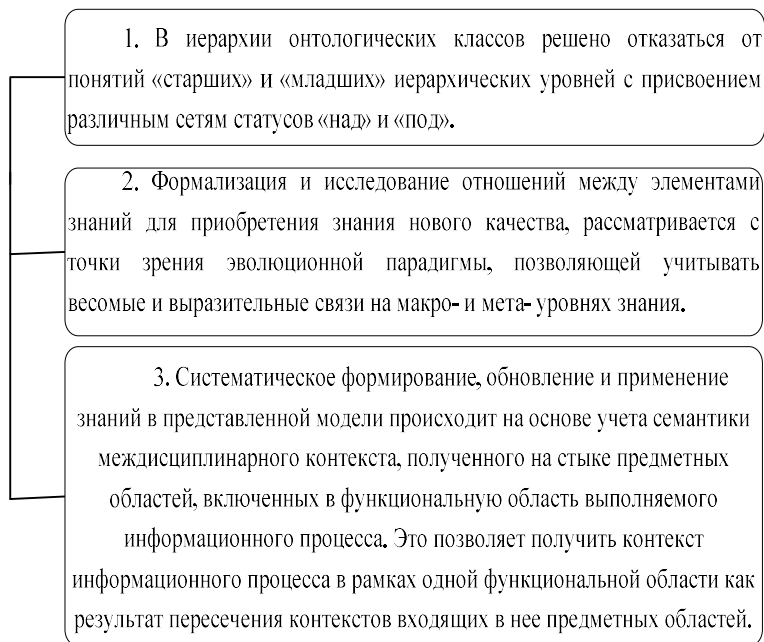 1. В иерархии онтологических классов решено отказаться от
понятий «старших» и «младших» иерархических уровней с присвоением
различным сетям статусов «над» и «под».
2. Формализация и исследование отношений между элементами
знаний для приобретения знания нового качества, рассматривается с
точки зрения эволюционной парадигмы, позволяющей учитывать
весомые и выразительные связи на макро- и мета- уровнях знания.
3. Систематическое формирование, обновление и применение
знаний в представленной модели происходит на основе учета семантики
междисциплинарного контекста, полученного на стыке предметных
областей, включенных в функциональную область выполняемого
информационного процесса. Это позволяет получить контекст
информационного процесса в рамках одной функциональной области как
результат пересечения контекстов входящих в нее предметных областей.